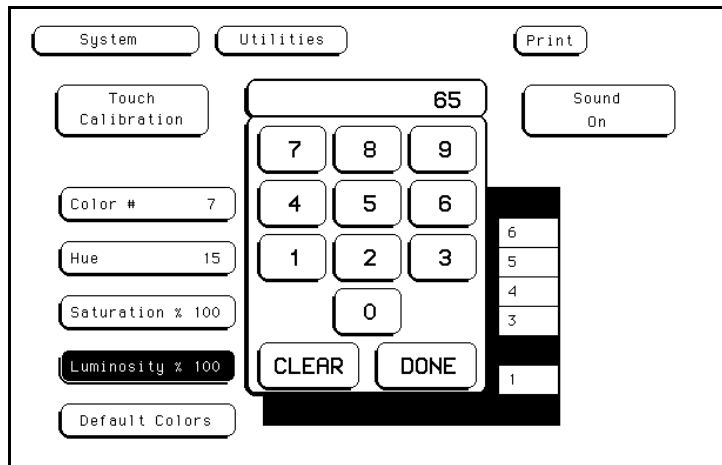 System
Utilities
Print
Touch
Calibration
65
Sound
On
7 8 9
Color # 7
4 5 6
6
Hue 15
1 2 3
5
4
Saturation % 100
0
3
Luminosity % 100
CLEAR
DONE
1
Default Colors